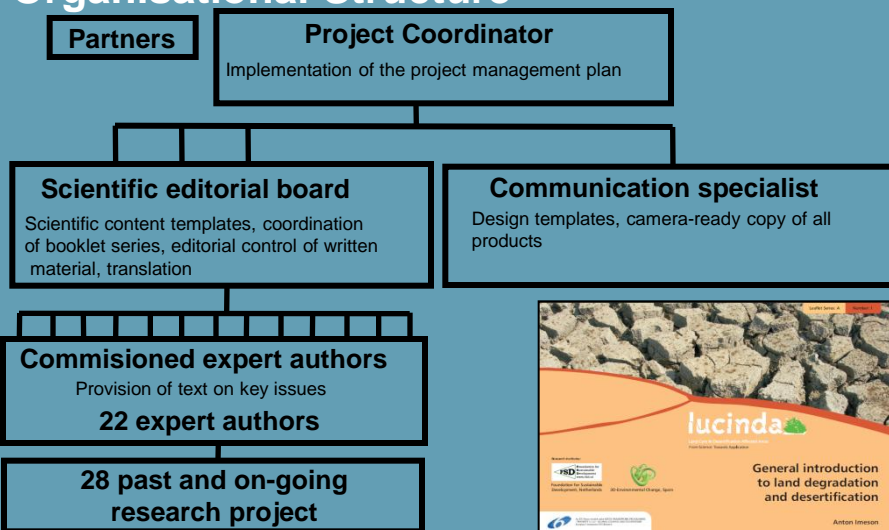 Organisational Structure
Partners
Project Coordinator
Implementation of the project management plan
Scientific editorial board
Scientific content templates, coordination
of booklet series, editorial control of written
material, translation
Communication specialist
Design templates, camera-ready copy of all
products
Commisioned expert authors
Provision of text on key issues
22 expert authors
28 past and on-going
research project
lucinda
FSD
Foundation for Sustainable
Development, Netherlands
General introduction
to land degradation
and desertification
Anton Imeson